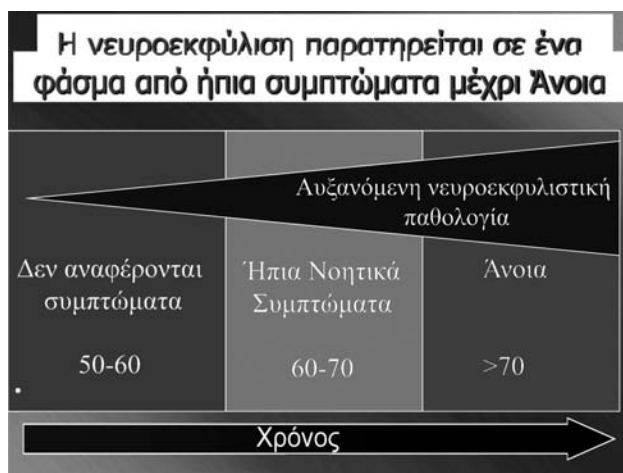 Η νευροεκφύλιση παρατηρείται σε ένα
φάσμα από ήπια συμπτώματα μέχρι Άνοια
Αυξανόμενη νευροεκφυλιστική
παθολογία
Δεν αναφέρονται
συμπτώματα
Ήπια Νοητικά
Συμπτώματα
Άνοια
50-60
60-70
>70
Χρόνος